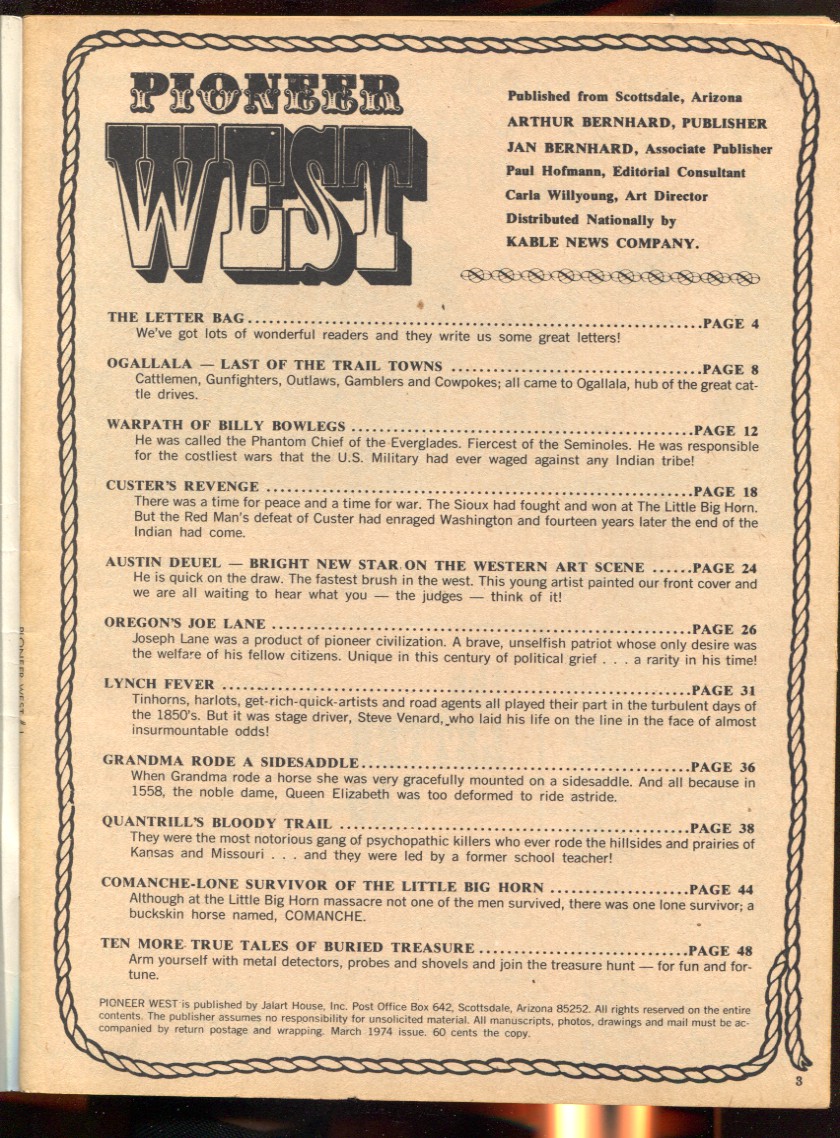 PIONEER
WEST
Published from Scottsdale, Arizona
ARTHUR BERNHARD, PUBLISHER
JAN BERNHARD, Associate Publisher
Paul Hofmann, Editorial Consultant
Carla Willyoung, Art Director
Distributed Nationally by
KABLE NEWS COMPANY.
THE LETTER BAG..........PAGE 4
We've got lots of wonderful readers and they write us some great letters!
OGALLALA — LAST OF THE TRAIL TOWNS ..........PAGE 8
Cattlemen, Gunfighters, Outlaws, Gamblers and Cowpokes; all came to Ogallala, hub of the great cat-
tle drives.
WARPATH OF BILLY BOWLEGS ..........PAGE 12
He was called the Phantom Chief of the Everglades. Fiercest of the Seminoles. He was responsible
for the costliest wars that the U.S. Military had ever waged against any Indian tribe!
CUSTER'S REVENGE ..........PAGE 18
There was a time for peace and a time for war. The Sioux had fought and won at The Little Big Horn.
But the Red Man's defeat of Custer had enraged Washington and fourteen years later the end of the
Indian had come.
AUSTIN DEUEL — BRIGHT NEW STAR ON THE WESTERN ART SCENE ......PAGE 24
He is quick on the draw. The fastest brush in the west. This young artist painted our front cover and
we are all waiting to hear what you — the judges — think of it!
OREGON'S JOE LANE ..........PAGE 26
Joseph Lane was a product of pioneer civilization. A brave, unselfish patriot whose only desire was
the welfare of his fellow citizens. Unique in this century of political grief . . . a rarity in his time!
LYNCH FEVER ..........PAGE 31
Tinhorns, harlots, get-rich-quick-artists and road agents all played their part in the turbulent days of
the 1850's. But it was stage driver, Steve Venard, who laid his life on the line in the face of almost
insurmountable odds!
GRANDMA RODE A SIDESADDLE..........PAGE 36
When Grandma rode a horse she was very gracefully mounted on a sidesaddle. And all because in
1558, the noble dame, Queen Elizabeth was too deformed to ride astride.
QUANTRILL'S BLOODY TRAIL ..........PAGE 38
They were the most notorious gang of psychopathic killers who ever rode the hillsides and prairies of
Kansas and Missouri . . . and they were led by a former school teacher!
COMANCHE-LONE SURVIVOR OF THE LITTLE BIG HORN ..........PAGE 44
Although at the Little Big Horn massacre not one of the men survived, there was one lone survivor; a
buckskin horse named, COMANCHE.
TEN MORE TRUE TALES OF BURIED TREASURE ..........PAGE 48
Arm yourself with metal detectors, probes and shovels and join the treasure hunt — for fun and for-
tune.
PIONEER WEST is published by Jalart House, Inc. Post Office Box 642, Scottsdale, Arizona 85252. All rights reserved on the entire
contents. The publisher assumes no responsibility for unsolicited material. All manuscripts, photos, drawings and mail must be ac-
companied by return postage and wrapping. March 1974 issue. 60 cents the copy.
3